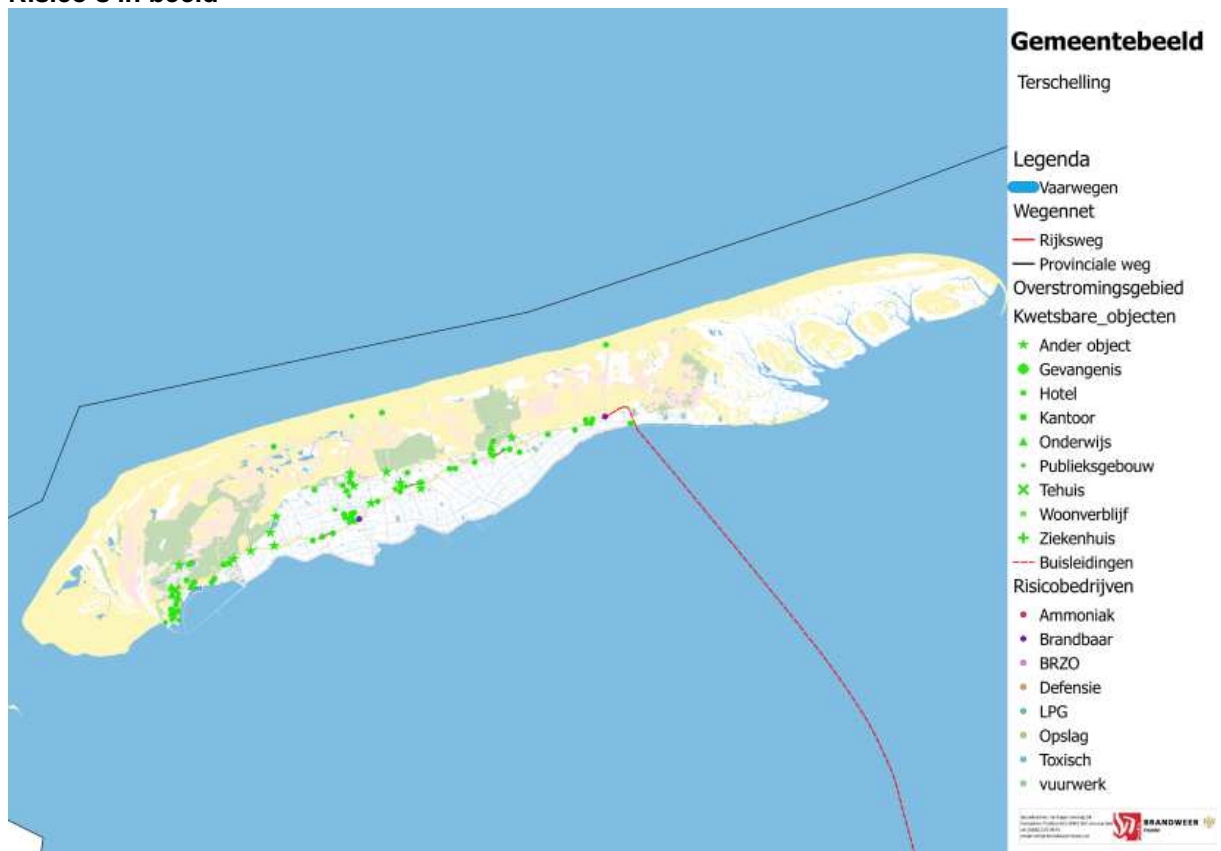 Risico's in beeld
Gemeentebeeld
Terschelling
Legenda
Vaarwegen
Wegennet
Rijksweg
Provinciale weg
Overstromingsgebied
Kwetsbare_objecten
Ander object
Gevangenis
Hotel
Kantoor
Onderwijs
Publieksgebouw
Tehuis
Woonverblijf
Ziekenhuis
Buisleidingen
Risicobedrijven
Ammoniak
Brandbaar
BRZO
Defensie
LPG
Opslag
Toxisch
vuurwerk
BRANDWEER